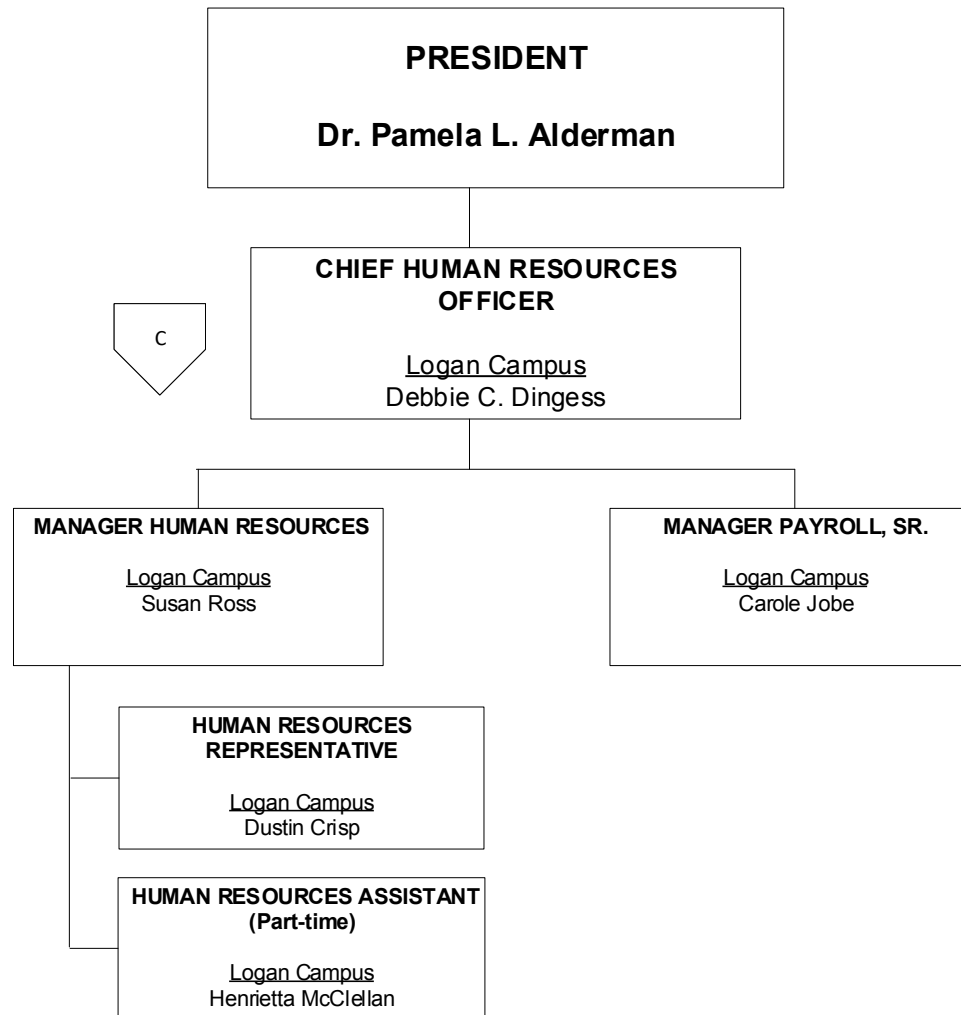 PRESIDENT
Dr. Pamela L. Alderman
CHIEF HUMAN RESOURCES
OFFICER
Logan Campus
Debbie C. Dingess
C
MANAGER HUMAN RESOURCES
Logan Campus
Susan Ross
MANAGER PAYROLL, SR.
Logan Campus
Carole Jobe
HUMAN RESOURCES
REPRESENTATIVE
Logan Campus
Dustin Crisp
HUMAN RESOURCES ASSISTANT
(Part-time)
Logan Campus
Henrietta McClellan